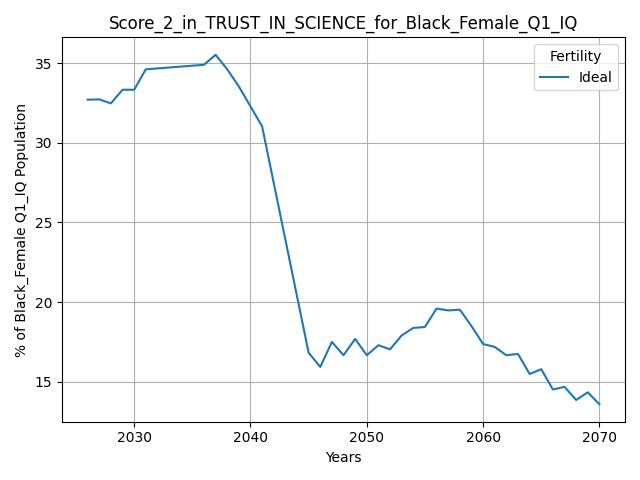 Score_2_in_TRUST_IN_SCIENCE_for_Black_Female_Q1_IQ
Fertility
Ideal
% of Black_Female Q1_IQ Population
35
30
25
20
15
2030 2040 2050 2060 2070
Years